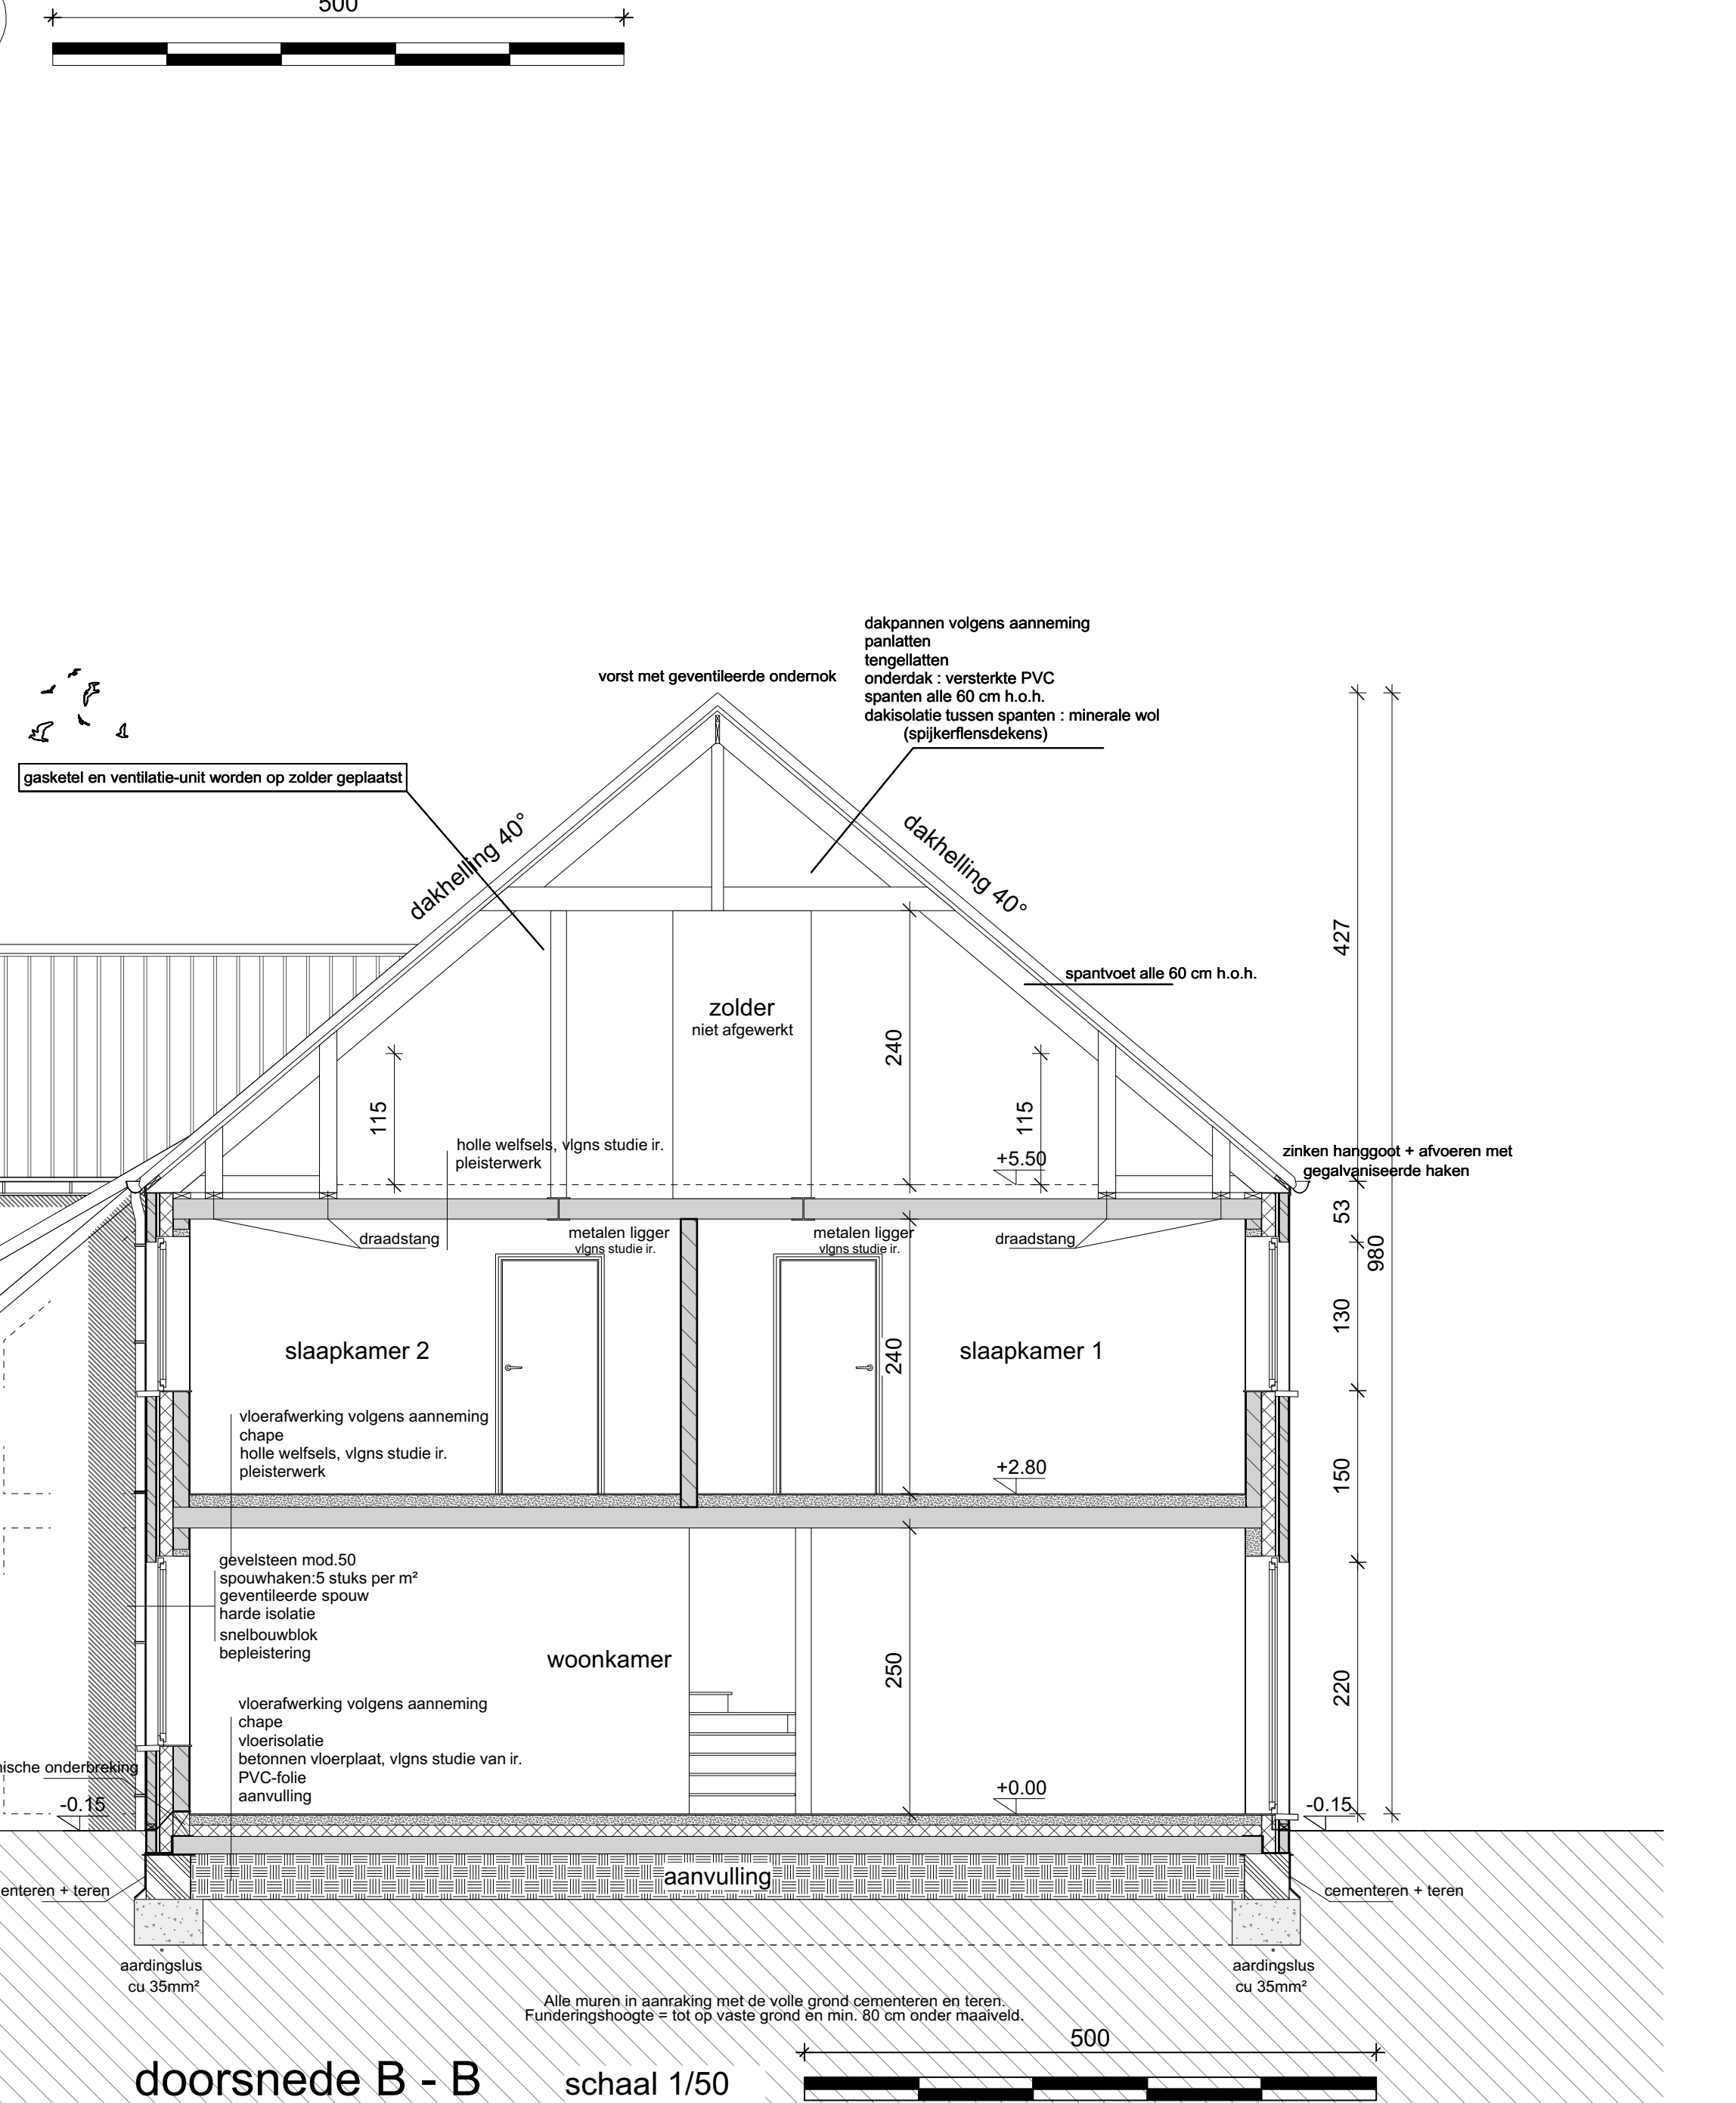 500
dakpannen volgens aanneming
panlatten
tengellatten
onderdak : versterkte PVC
spanten alle 60 cm h.o.h.
dakisolatie tussen spanten : minerale wol
(spijkerflensdekens)
vorst met geventileerde ondernok
gasketel en ventilatie-unit worden op zolder geplaatst
dakhelling 40°
dakhelling 40°
427
spantvoet alle 60 cm h.o.h.
zolder
niet afgewerkt
240
115
115
holle welfsels, vlgns studie ir.
pleisterwerk
+5.50
zinken hanggoot + afvoeren met
gegalvaniseerde haken
53
980
draadstang
metalen ligger
vlgns studie ir.
metalen ligger
vlgns studie ir.
draadstang
130
slaapkamer 2
240
slaapkamer 1
vloerafwerking volgens aanneming
chape
holle welfsels, vlgns studie ir.
pleisterwerk
+2.80
150
gevelsteen mod.50
spouwhaken:5 stuks per m²
geventileerde spouw
harde isolatie
snelbouwblok
bepleistering
woonkamer
250
220
vloerafwerking volgens aanneming
chape
vloerisolatie
betonnen vloerplaat, vlgns studie van ir.
PVC-folie
aanvulling
onderbreking
-0.15
+0.00
-0.15
aanvulling
+ teren
cementeren + teren
aardingslus
cu 35mm²
aardingslus
cu 35mm²
Alle muren in aanraking met de volle grond cementeren en teren.
Funderingshoogte = tot op vaste grond en min. 80 cm onder maaiveld.
500
doorsnede B - B schaal 1/50